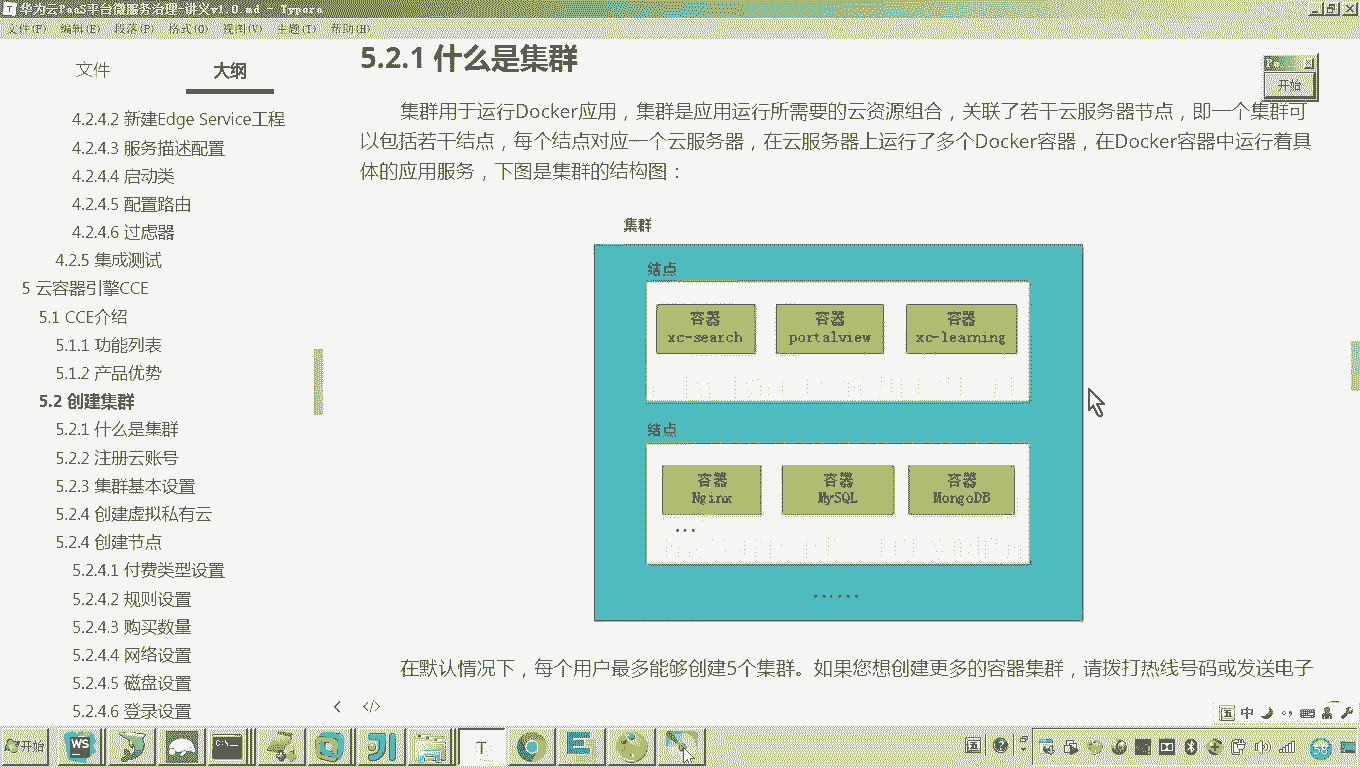 华为云PaaS平台微服务治理-讲义v1.0.md - Typora
文件(F) 编辑(E) 段落(P) 格式(O) 视图(V) 主题(T) 帮助(H)
文件 大纲
4.2.4.2 新建Edge Service工程
4.2.4.3 服务描述配置
4.2.4.4 启动类
4.2.4.5 配置路由
4.2.4.6 过虑器
4.2.5 集成测试
5 云容器引擎CCE
5.1 CCE介绍
5.1.1 功能列表
5.1.2 产品优势
5.2 创建集群
5.2.1 什么是集群
5.2.2 注册云账号
5.2.3 集群基本设置
5.2.4 创建虚拟私有云
5.2.4 创建节点
5.2.4.1 付费类型设置
5.2.4.2 规则设置
5.2.4.3 购买数量
5.2.4.4 网络设置
5.2.4.5 磁盘设置
5.2.4.6 登录设置
5.2.1 什么是集群
开始
集群用于运行Docker应用，集群是应用运行所需要的云资源组合，关联了若干云服务器节点，即一个集群可
以包括若干结点，每个结点对应一个云服务器，在云服务器上运行了多个Docker容器，在Docker容器中运行着具
体的应用服务，下图是集群的结构图：
集群
结点
容器 容器 容器
xc-search portalview xc-learning
结点
容器 容器 容器
Nginx MySQL MongoDB
...
......
在默认情况下，每个用户最多能够创建5个集群。如果您想创建更多的容器集群，请拨打热线号码或发送电子
五 中
开始 WS T 五 58